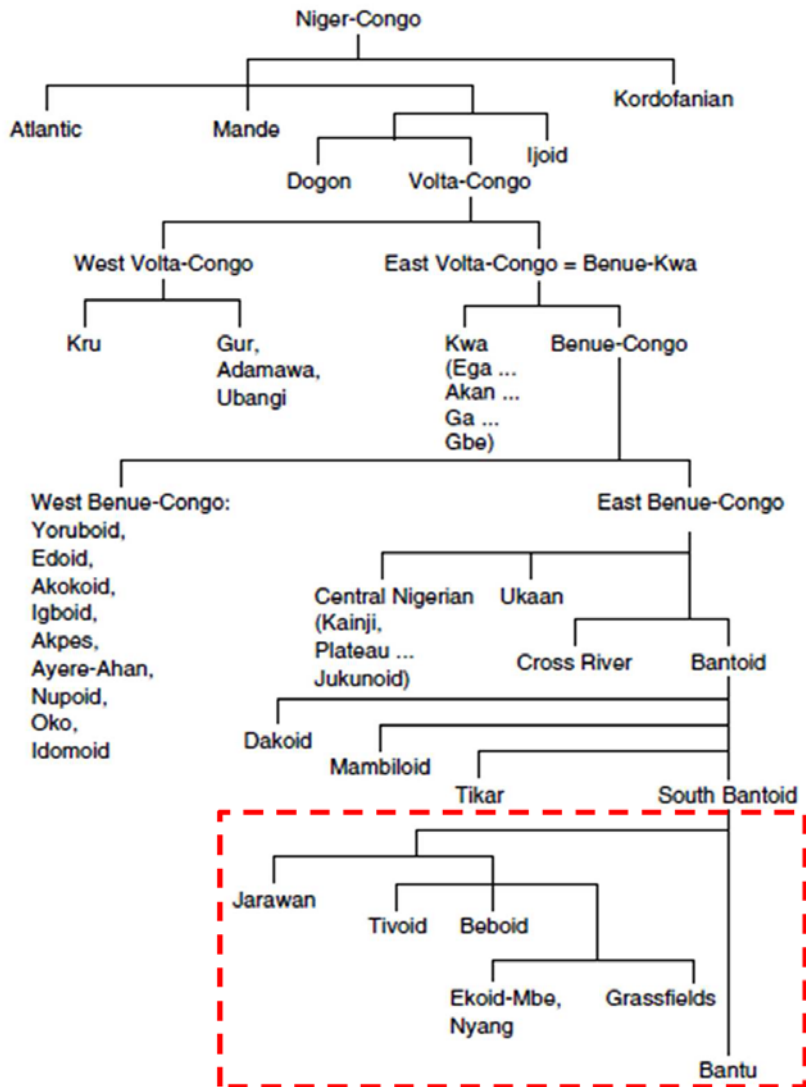 Niger-Congo
Atlantic
Mande
Kordofanian
Ijoid
Dogon
Volta-Congo
West Volta-Congo
East Volta-Congo = Benue-Kwa
Kru
Gur,
Adamawa,
Ubangi
Kwa
(Ega ...
Akan ...
Ga ...
Gbe)
Benue-Congo
West Benue-Congo:
Yoruboid,
Edoid,
Akokoid,
Igboid,
Akpes,
Ayere-Ahan,
Nupoid,
Oko,
Idomoid
East Benue-Congo
Central Nigerian
(Kainji,
Plateau ...
Jukunoid)
Ukaan
Cross River
Bantoid
Dakoid
Mambiloid
Tikar
South Bantoid
Jarawan
Tivoid
Beboid
Ekoid-Mbe,
Nyang
Grassfields
Bantu